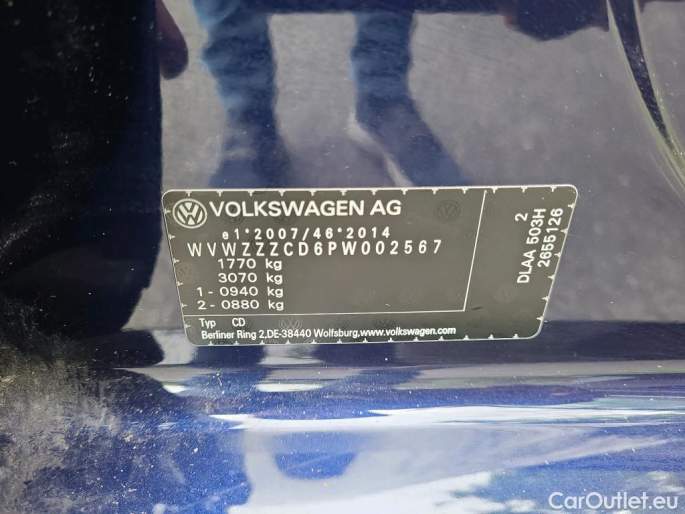 VOLKSWAGEN AG
e1*2007/46*2014
WVWZZZCD6PW002567
1770 kg
3070 kg
1 - 0940 kg
2 - 0880 kg
Typ CD
Berliner Ring 2,DE-38440 Wolfsburg,www.volkswagen.com
2
DLAA 503H
2655126
CarOutlet.eu